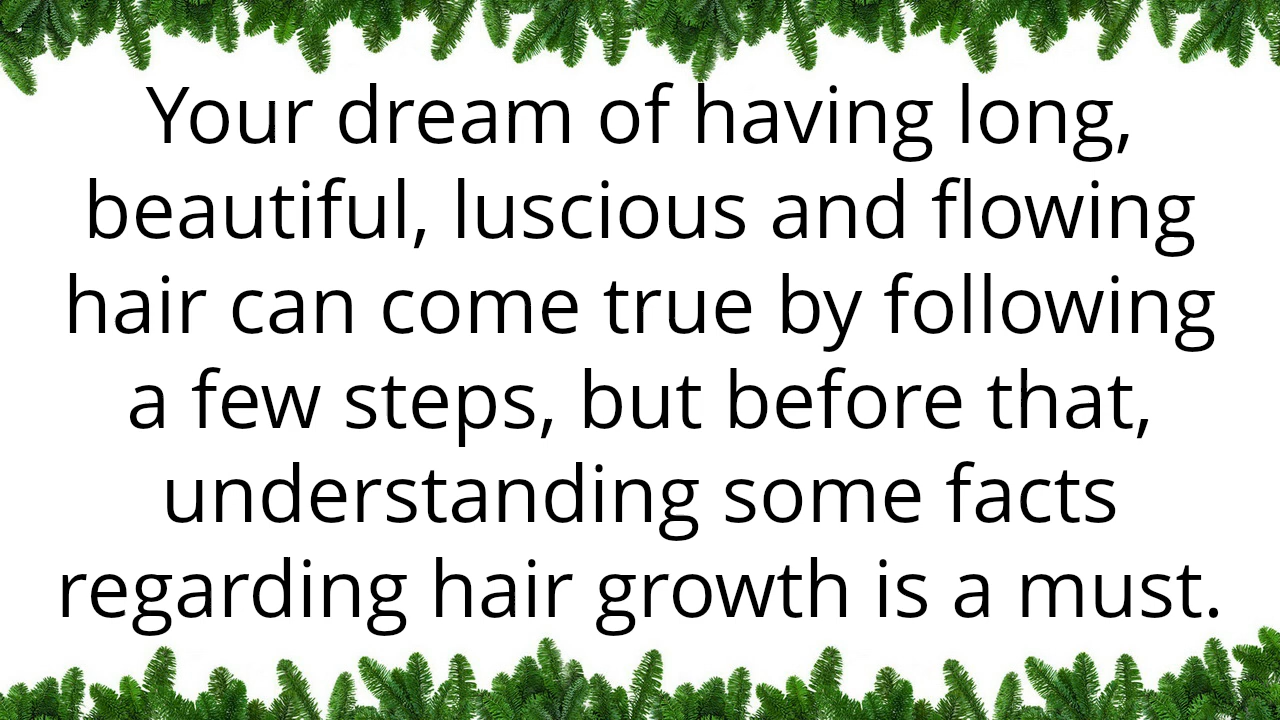 Your dream of having long,
beautiful, luscious and flowing
hair can come true by following
a few steps, but before that,
understanding some facts
regarding hair growth is a must.